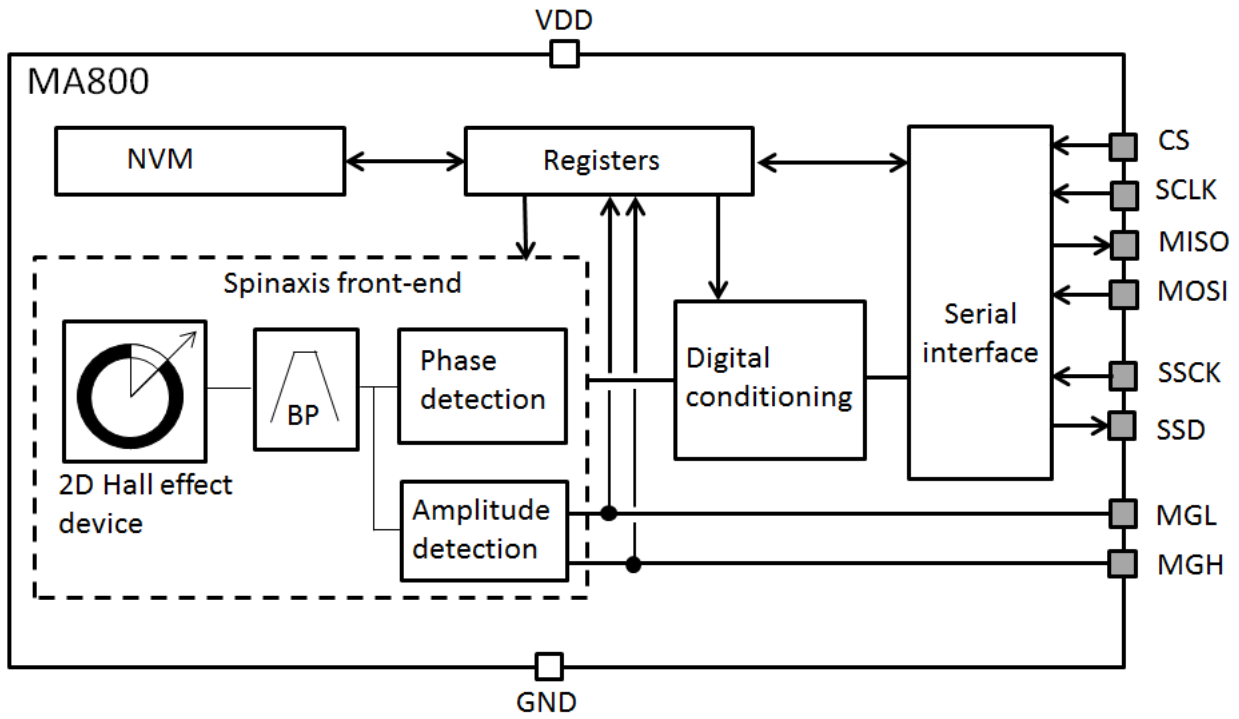 VDD
MA800
NVM
Registers
CS
SCLK
MISO
MOSI
SSCK
SSD
MGL
MGH
Serial
interface
Spinaxis front-end
Phase
detection
Digital
conditioning
BP
2D Hall effect
device
Amplitude
detection
GND